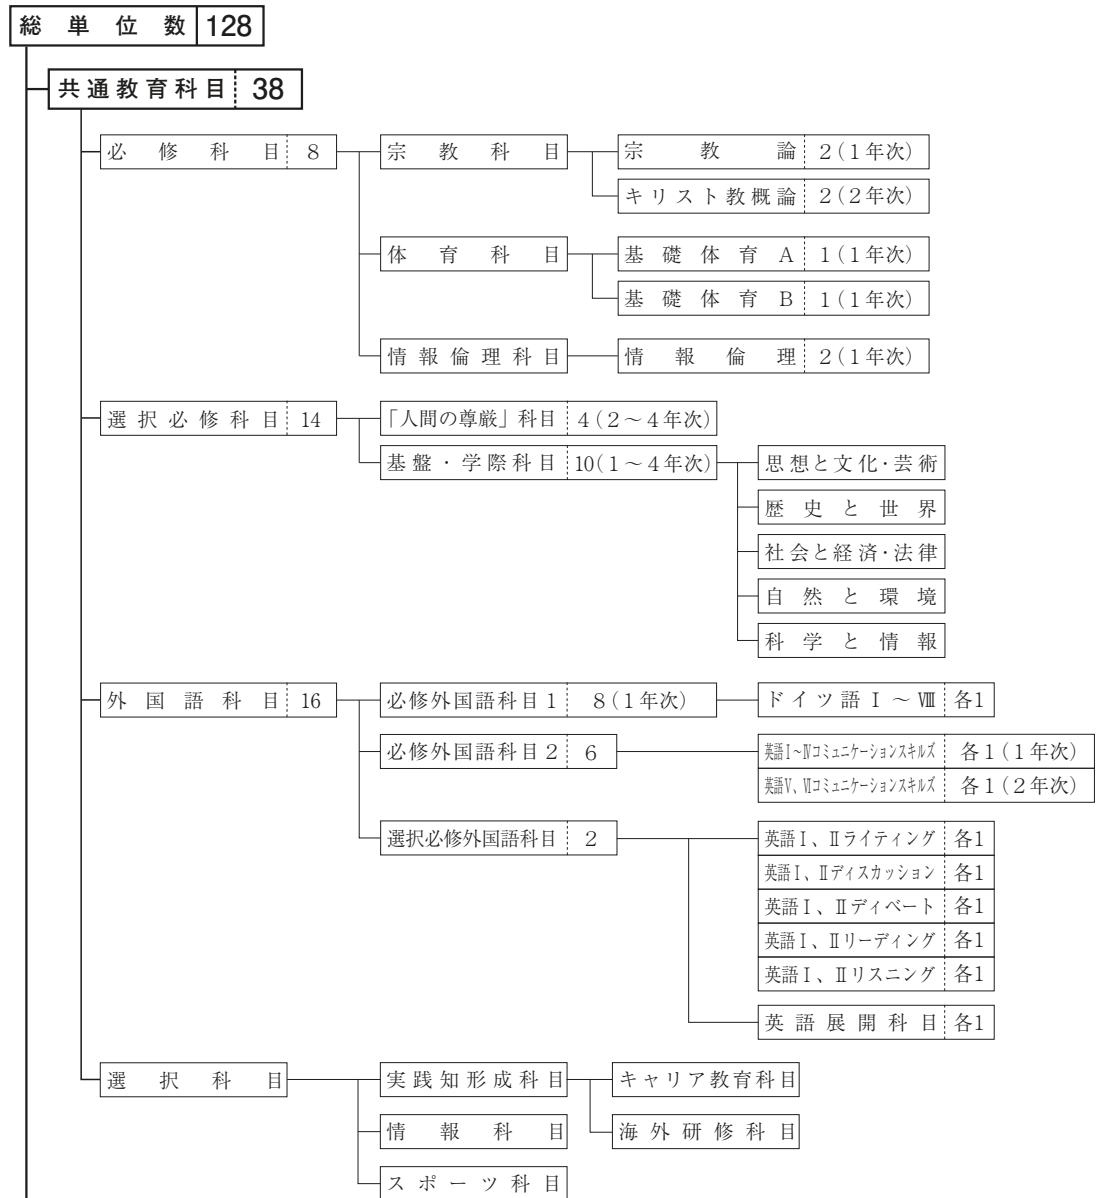 総単位数 128
共通教育科目 38
必修科目 8 宗教科目 宗教論 2(1年次)
キリスト教概論 2(2年次)
体育科目 基礎体育A 1(1年次)
基礎体育B 1(1年次)
情報倫理科目 情報倫理 2(1年次)
選択必修科目 14 「人間の尊厳」科目 4(2～4年次)
基盤・学際科目 10(1～4年次) 思想と文化・芸術
歴史と世界
社会と経済・法律
自然と環境
科学と情報
外国語科目 16 必修外国語科目1 8(1年次) ドイツ語Ⅰ～Ⅷ 各1
必修外国語科目2 6 英語Ⅰ～Ⅳコミュニケーションスキルズ 各1(1年次)
英語Ⅴ、Ⅵコミュニケーションスキルズ 各1(2年次)
選択必修外国語科目 2 英語Ⅰ、Ⅱライティング 各1
英語Ⅰ、Ⅱディスカッション 各1
英語Ⅰ、Ⅱディベート 各1
英語Ⅰ、Ⅱリーディング 各1
英語Ⅰ、Ⅱリスニング 各1
英語展開科目 各1
選択科目 実践知形成科目 キャリア教育科目
情報科目 海外研修科目
スポーツ科目